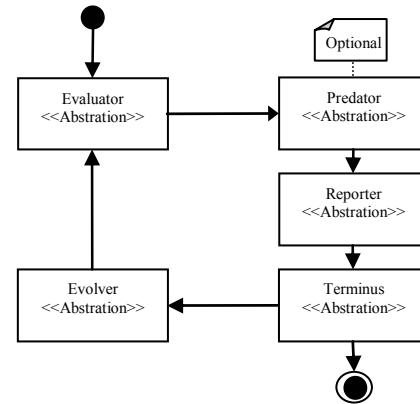 Optional
Evaluator
<<Abstration>>
Predator
<<Abstration>>
Reporter
<<Abstration>>
Evolver
<<Abstration>>
Terminus
<<Abstration>>